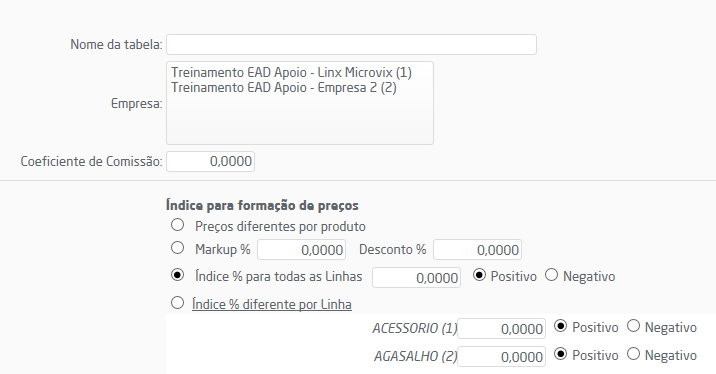 Nome da tabela:
Treinamento EAD Apoio - Linx Microvix (1)
Treinamento EAD Apoio - Empresa 2 (2)
Empresa:
Coeficiente de Comissão: 0,0000
Índice para formação de preços
Preços diferentes por produto
Markup % 0,0000 Desconto % 0,0000
Índice % para todas as Linhas 0,0000 Positivo Negativo
Índice % diferente por Linha
ACESSORIO (1) 0,0000 Positivo Negativo
AGASALHO (2) 0,0000 Positivo Negativo